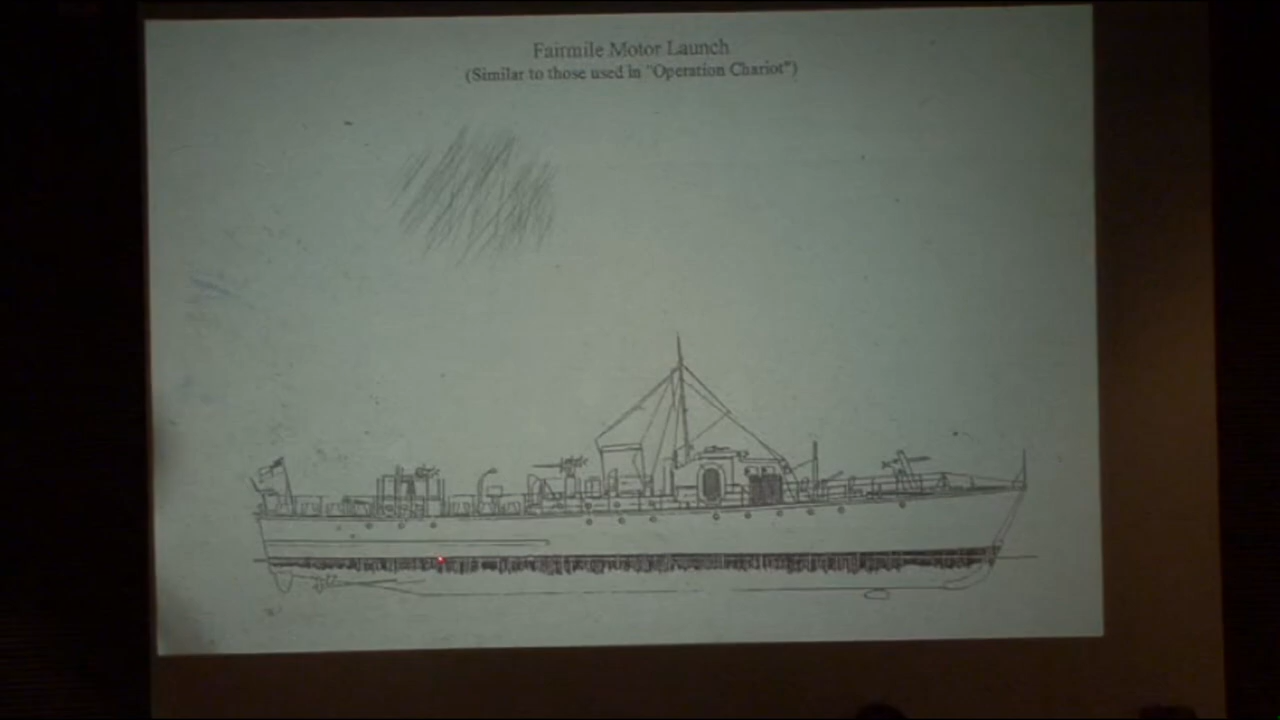 Fairmile Motor Launch
(Similar to those used in "Operation Chariot")